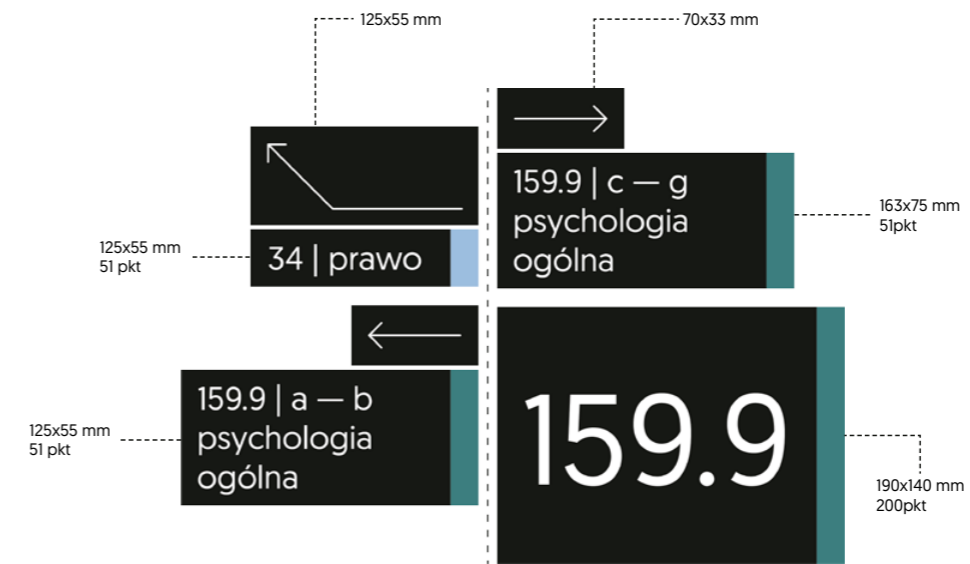 125x55 mm
70x33 mm
159.9 | c — g
psychologia
ogólna
163x75 mm
51pkt
34 | prawo
125x55 mm
51 pkt
159.9 | a — b
psychologia
ogólna
125x55 mm
51 pkt
159.9
190x140 mm
200pkt